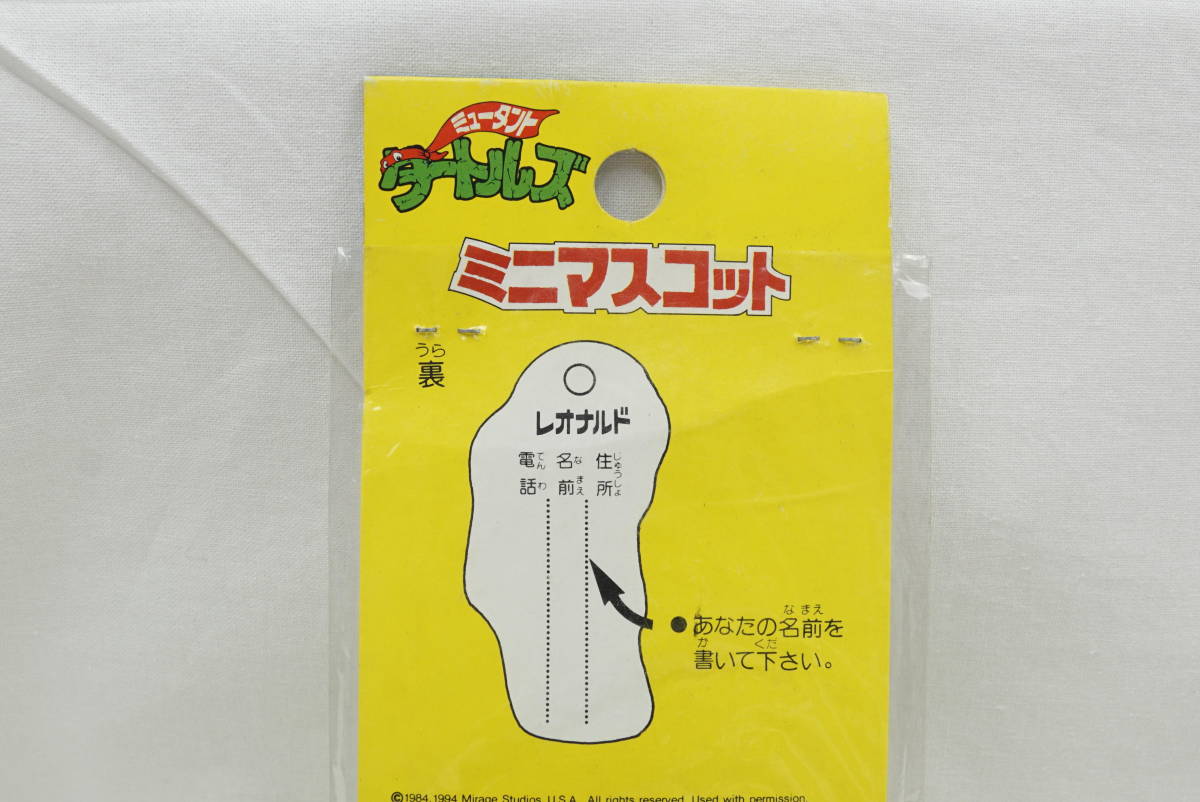 ミュータント
タートルズ
ミニマスコット
うら
裏
レオナルド
住所 じゅうしょ
名前 なまえ
電話 でんわ
なまえ
●あなたの名前を
か くだ
書いて下さい。
©1984, 1994 Mirage Studios, U.S.A. All rights reserved. Used with permission.